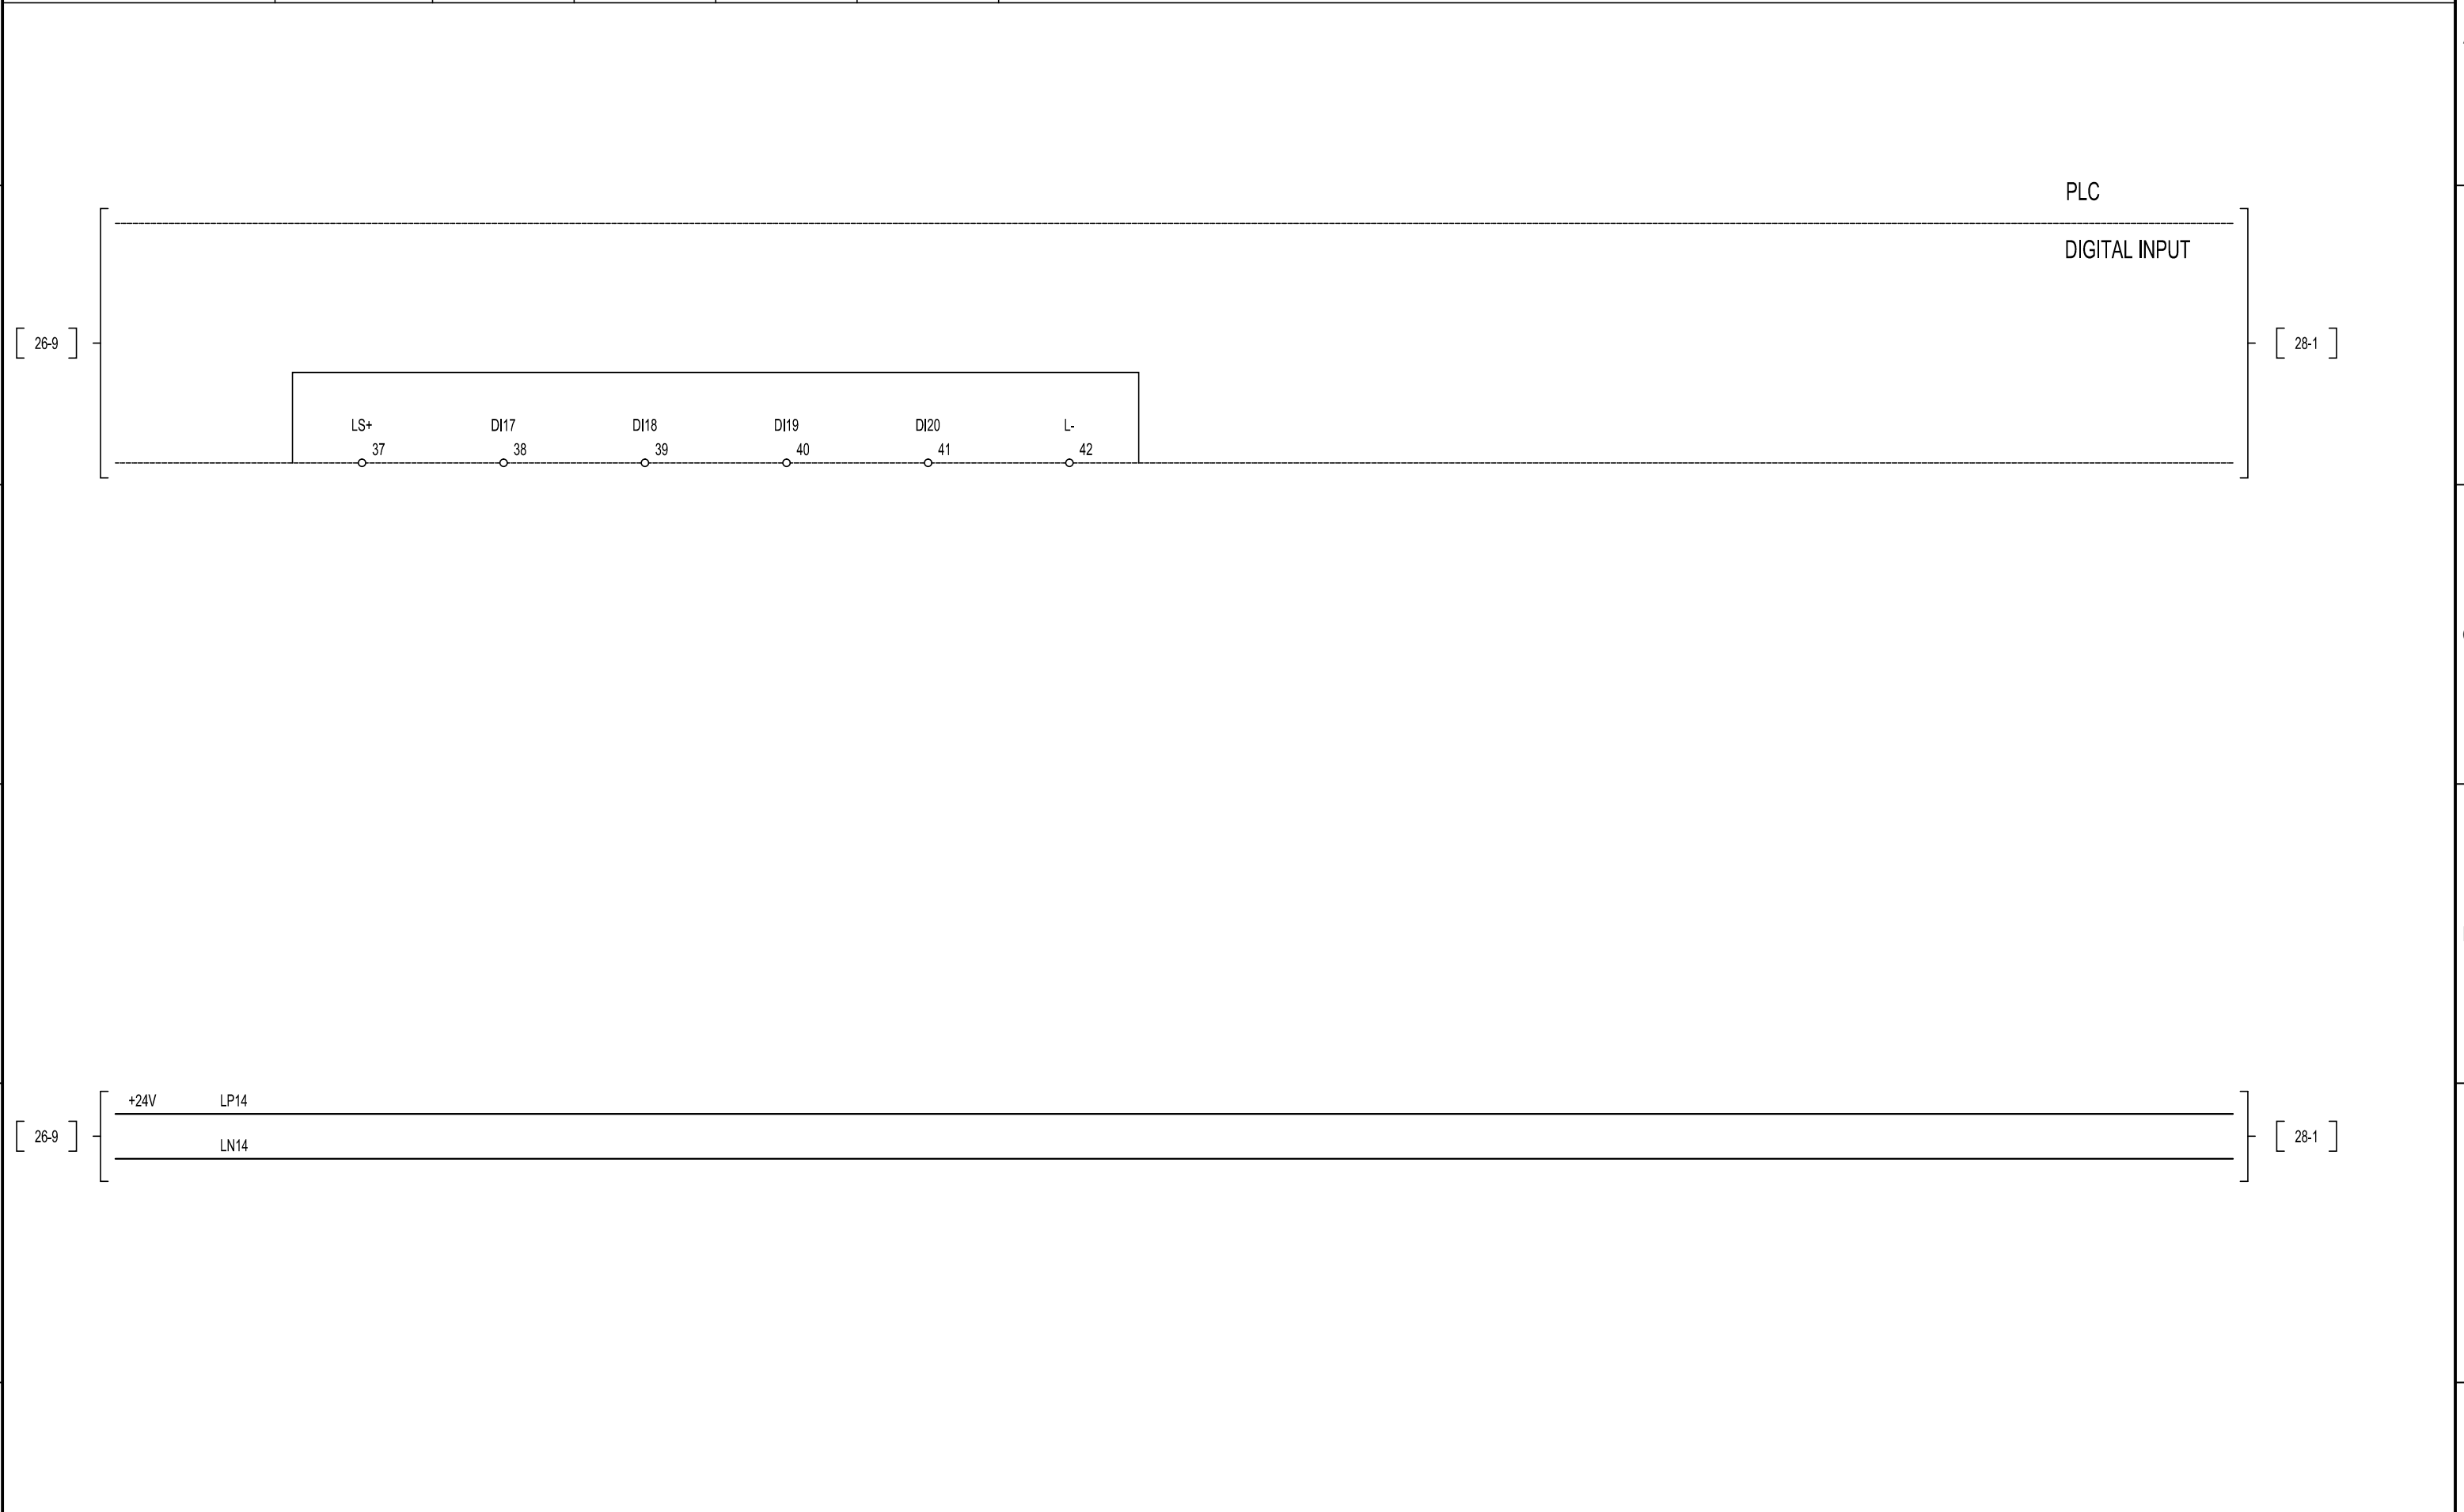 PLC
DIGITAL INPUT
26-9
28-1
LS+ DI17 DI18 DI19 DI20 L-
37 38 39 40 41 42
+24V LP14
26-9
28-1
LN14